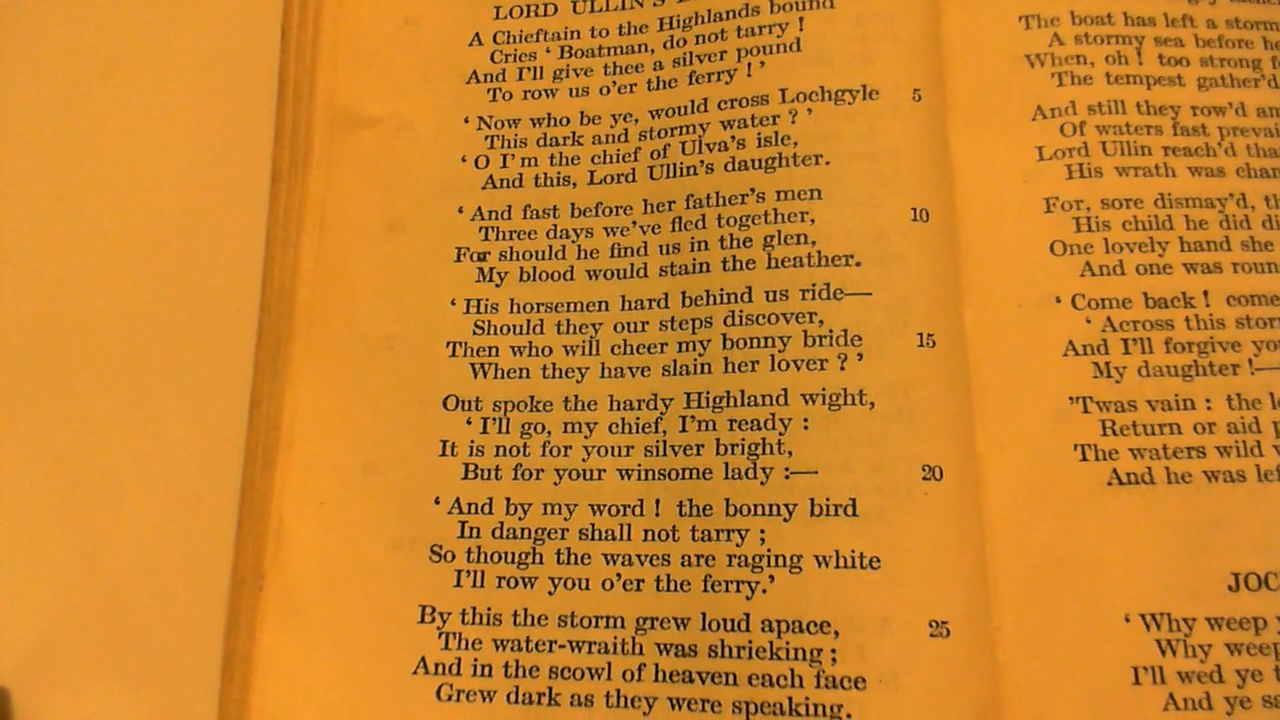 LORD ULLIN'S
A Chieftain to the Highlands bound
Cries ‘ Boatman, do not tarry !
And I'll give thee a silver pound
To row us o'er the ferry ! ’
‘ Now who be ye, would cross Lochgyle 5
This dark and stormy water ? ’
‘ O I'm the chief of Ulva's isle,
And this, Lord Ullin's daughter.
‘ And fast before her father's men
Three days we've fled together, 10
For should he find us in the glen,
My blood would stain the heather.
‘ His horsemen hard behind us ride—
Should they our steps discover,
Then who will cheer my bonny bride 15
When they have slain her lover ? ’
Out spoke the hardy Highland wight,
‘ I'll go, my chief, I'm ready :
It is not for your silver bright,
But for your winsome lady :— 20
‘ And by my word ! the bonny bird
In danger shall not tarry ;
So though the waves are raging white
I'll row you o'er the ferry.’
By this the storm grew loud apace, 25
The water-wraith was shrieking ;
And in the scowl of heaven each face
Grew dark as they were speaking.
The boat has left a storm
A stormy sea before
When, oh ! too strong
The tempest gather'd
And still they row'd
Of waters fast
Lord Ullin reach'd
His wrath was
For, sore dismay'd,
His child he did
One lovely hand she
And one was
‘ Come back ! come
‘ Across this
And I'll forgive
My daughter !—
’Twas vain : the
Return or aid
The waters wild
And he was
JOC
‘ Why weep
Why weep
I'll wed ye
And ye